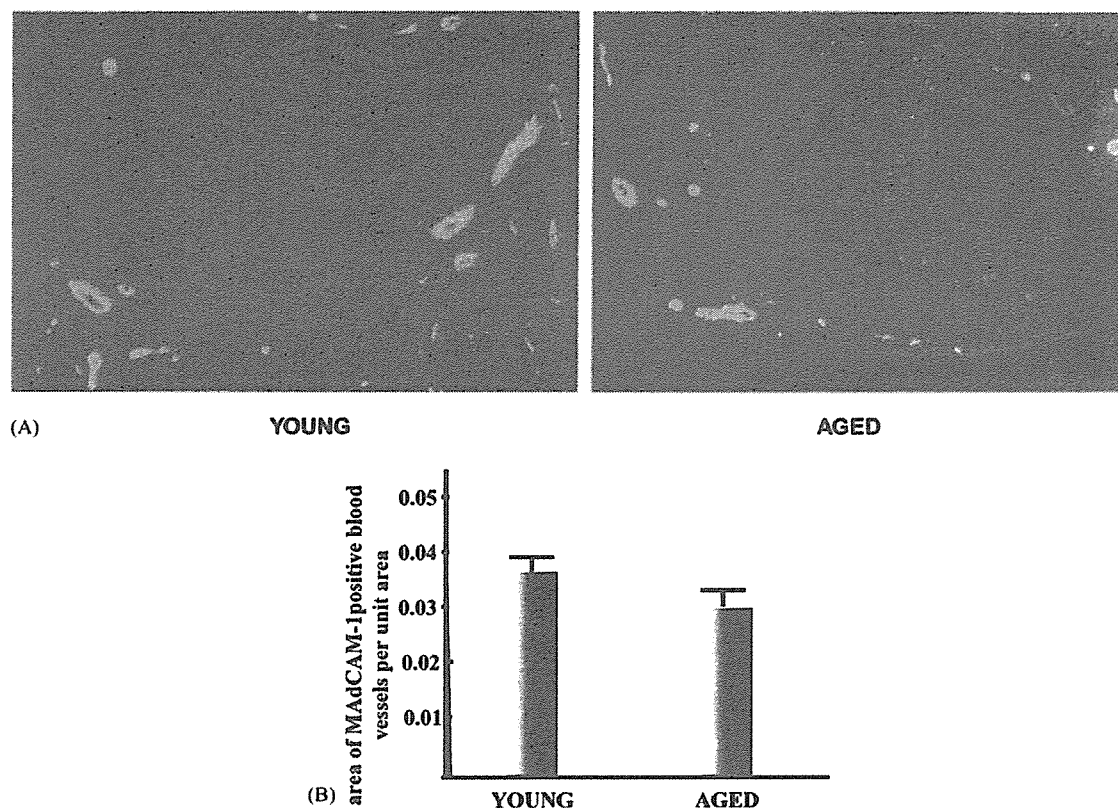 (A)
YOUNG
AGED
area of MAdCAM-1positive blood
vessels per unit area
0.05
0.04
0.03
0.02
0.01
(B)
YOUNG
AGED